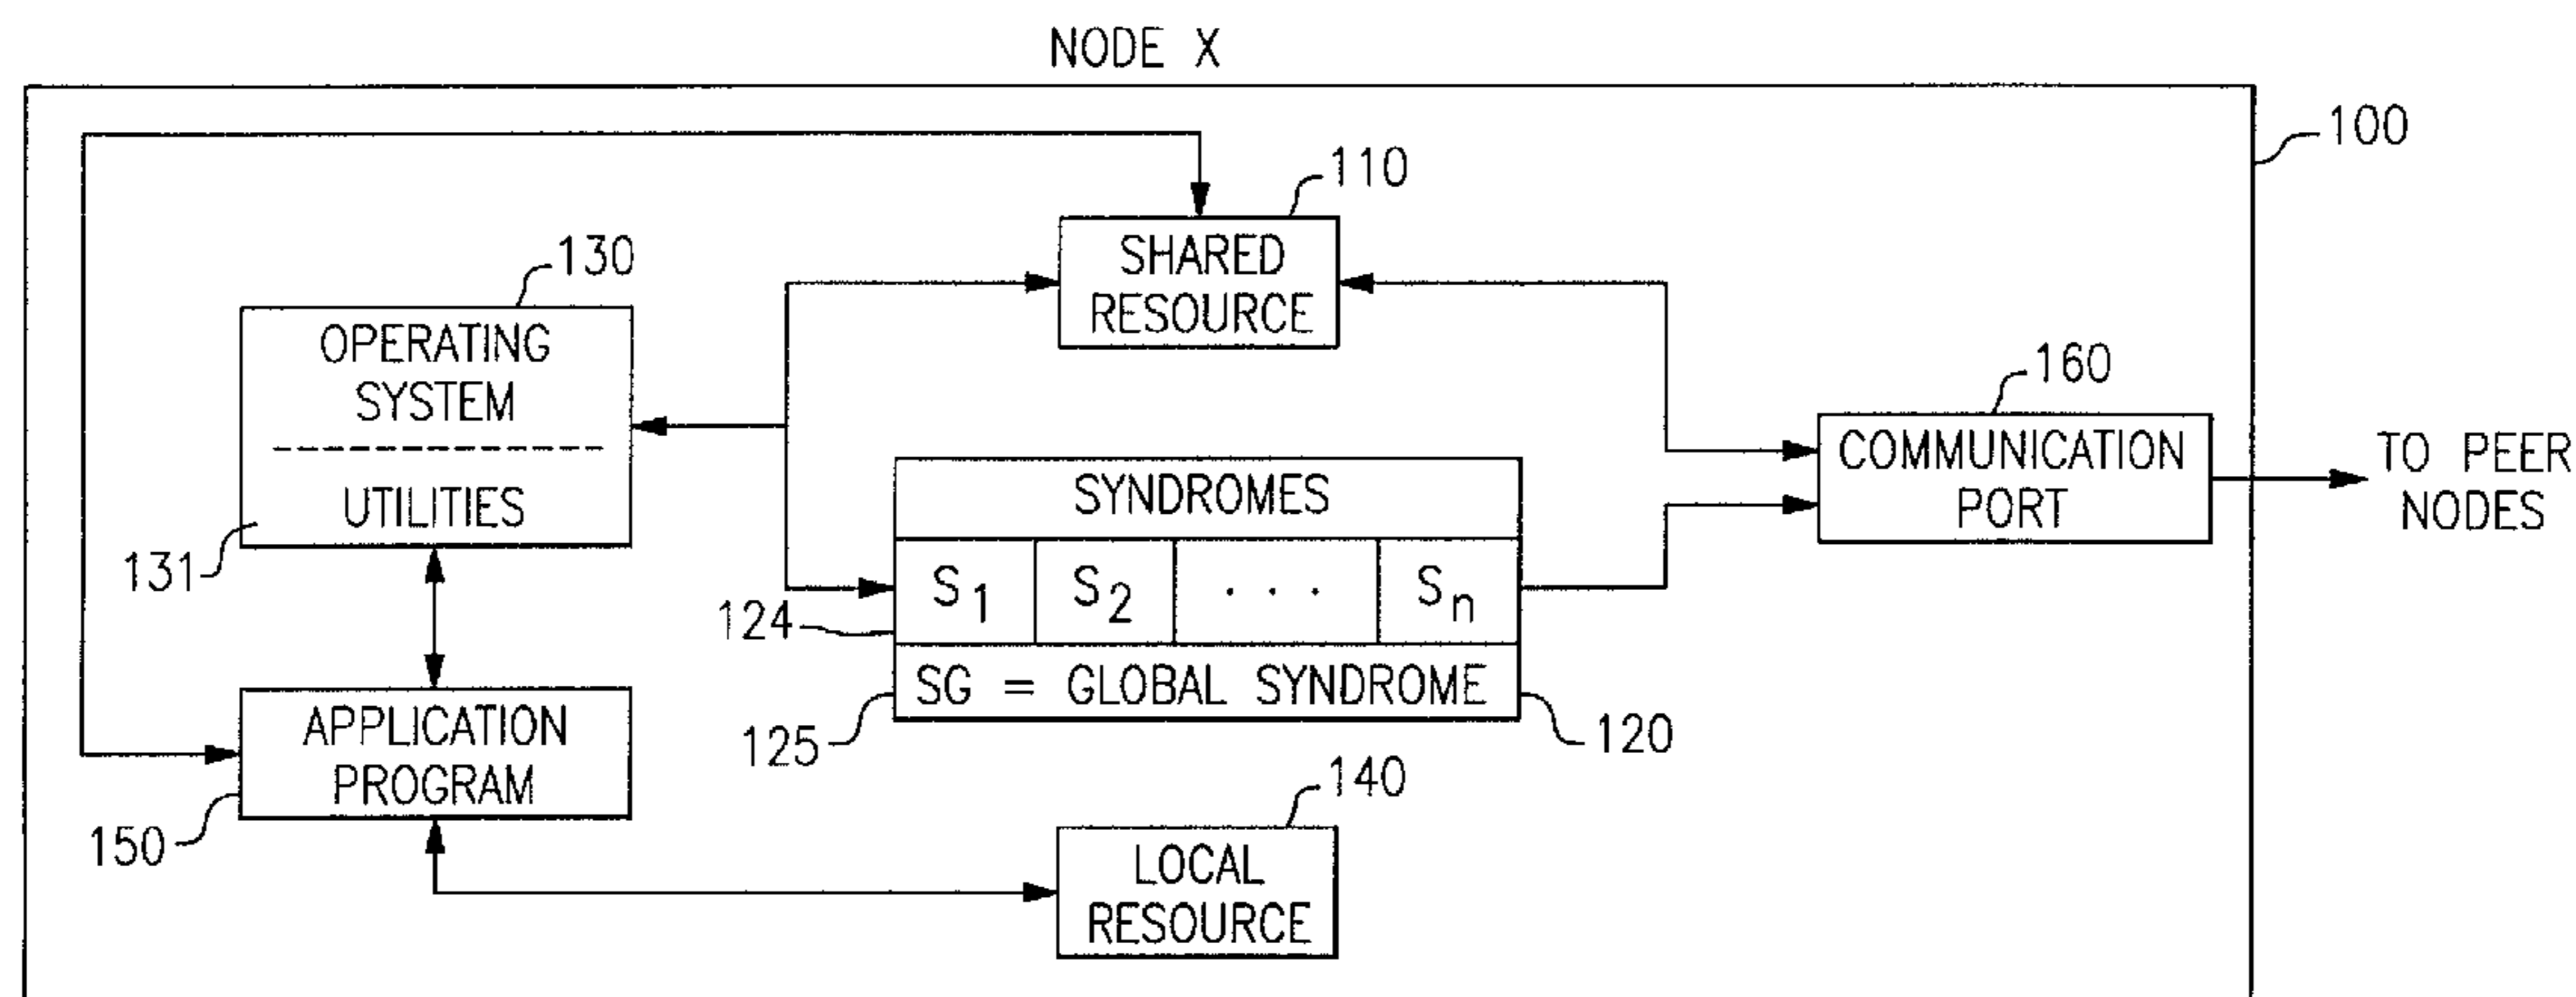 NODE X
100
110
SHARED
RESOURCE
130
OPERATING
SYSTEM
UTILITIES
131
160
COMMUNICATION
PORT
TO PEER
NODES
SYNDROMES
S1 S2 . . . Sn
124
SG = GLOBAL SYNDROME
125
120
APPLICATION
PROGRAM
150
140
LOCAL
RESOURCE